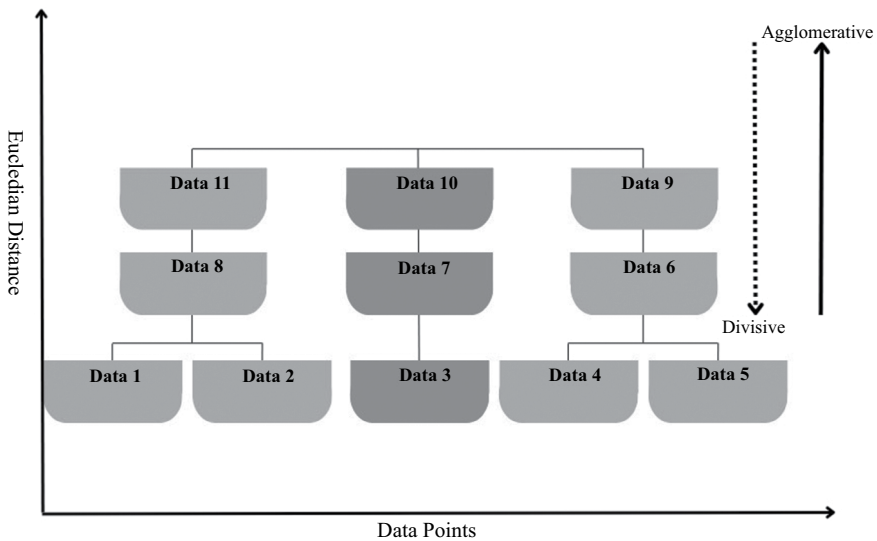 Agglomerative
Eucledian Distance
Data 11
Data 10
Data 9
Data 8
Data 7
Data 6
Divisive
Data 1
Data 2
Data 3
Data 4
Data 5
Data Points